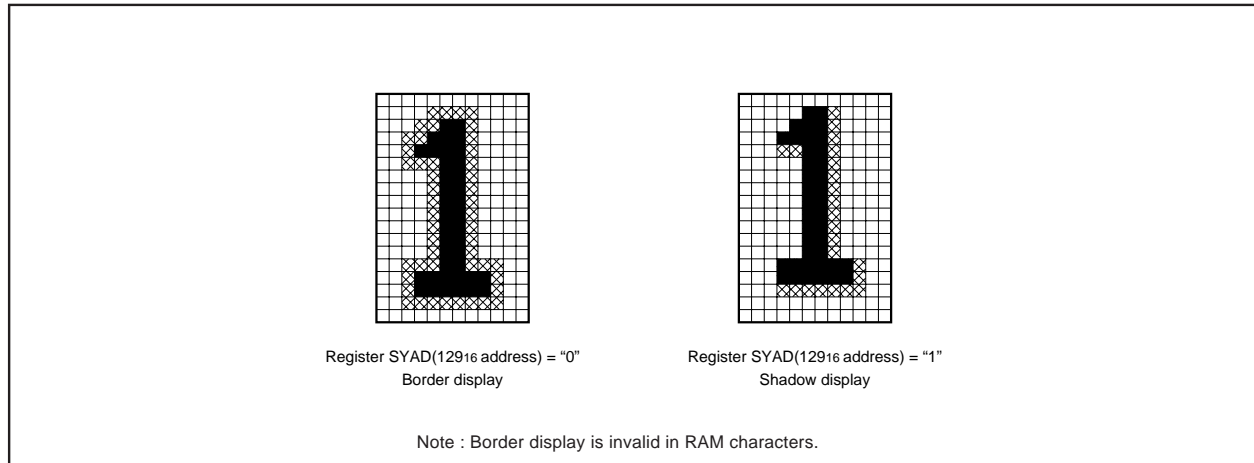 Register SYAD(12916 address) = “0”
Border display
Register SYAD(12916 address) = “1”
Shadow display
Note : Border display is invalid in RAM characters.